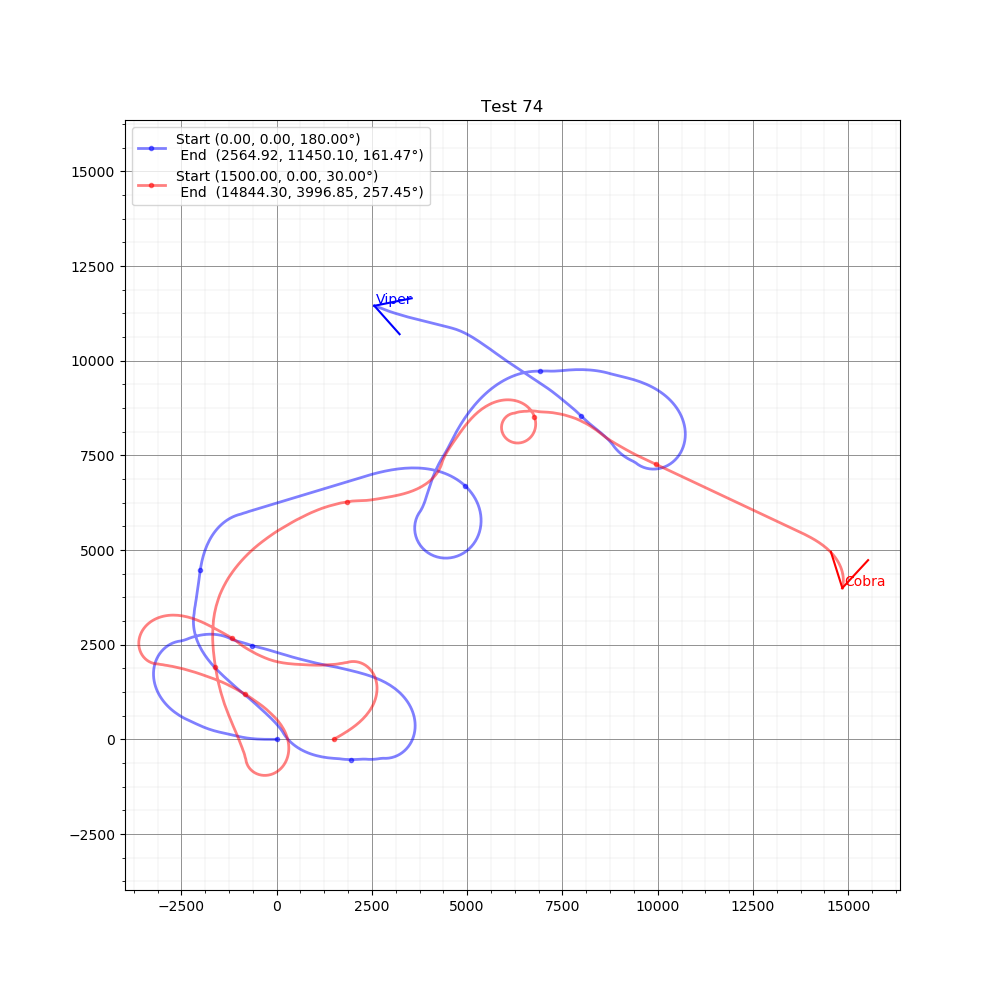 Test 74
Start (0.00, 0.00, 180.00°)
End  (2564.92, 11450.10, 161.47°)
Start (1500.00, 0.00, 30.00°)
End  (14844.30, 3996.85, 257.45°)
15000
12500
10000
7500
5000
2500
0
−2500
Viper
Cobra
−2500 0 2500 5000 7500 10000 12500 15000